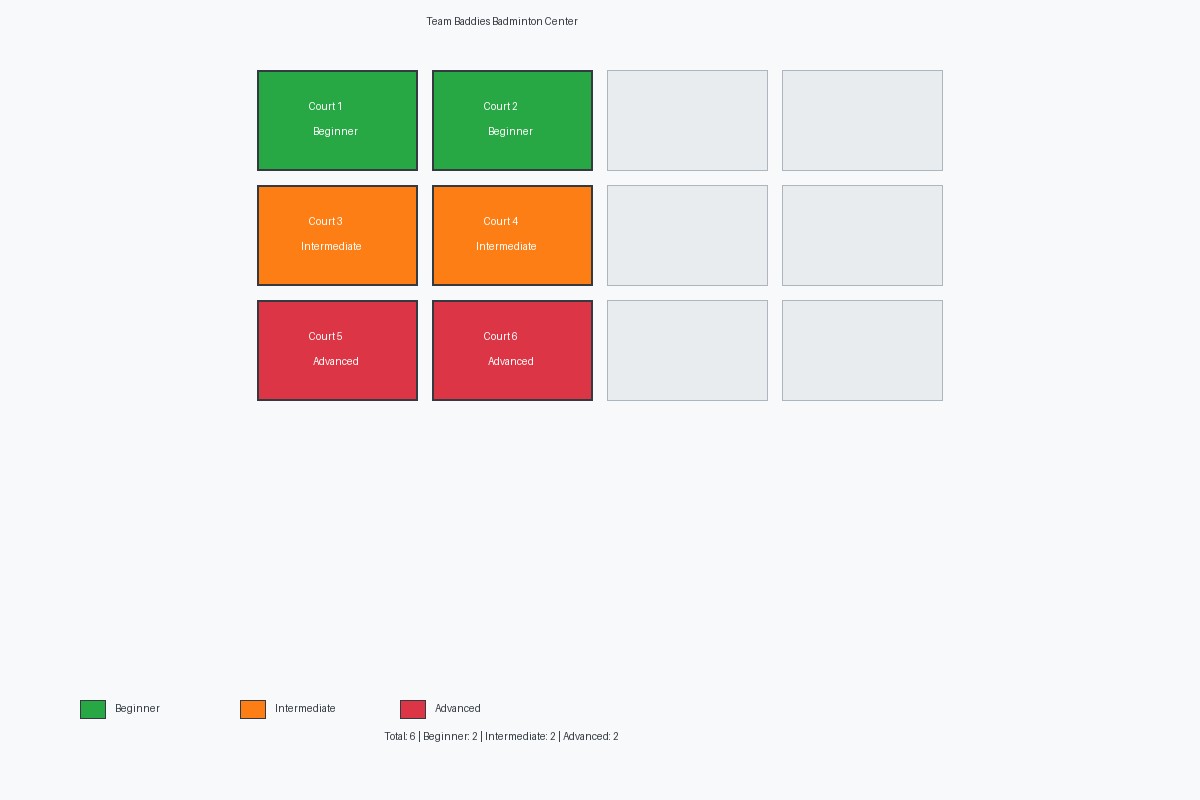 Team Baddies Badminton Center
Court 1
Beginner
Court 2
Beginner
Court 3
Intermediate
Court 4
Intermediate
Court 5
Advanced
Court 6
Advanced
Beginner
Intermediate
Advanced
Total: 6 | Beginner: 2 | Intermediate: 2 | Advanced: 2